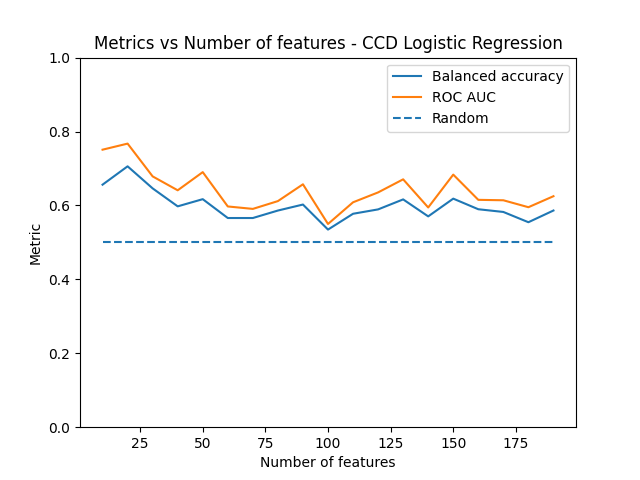 Metrics vs Number of features - CCD Logistic Regression
Balanced accuracy
ROC AUC
Random
1.0
0.8
0.6
0.4
0.2
0.0
Metric
25 50 75 100 125 150 175
Number of features